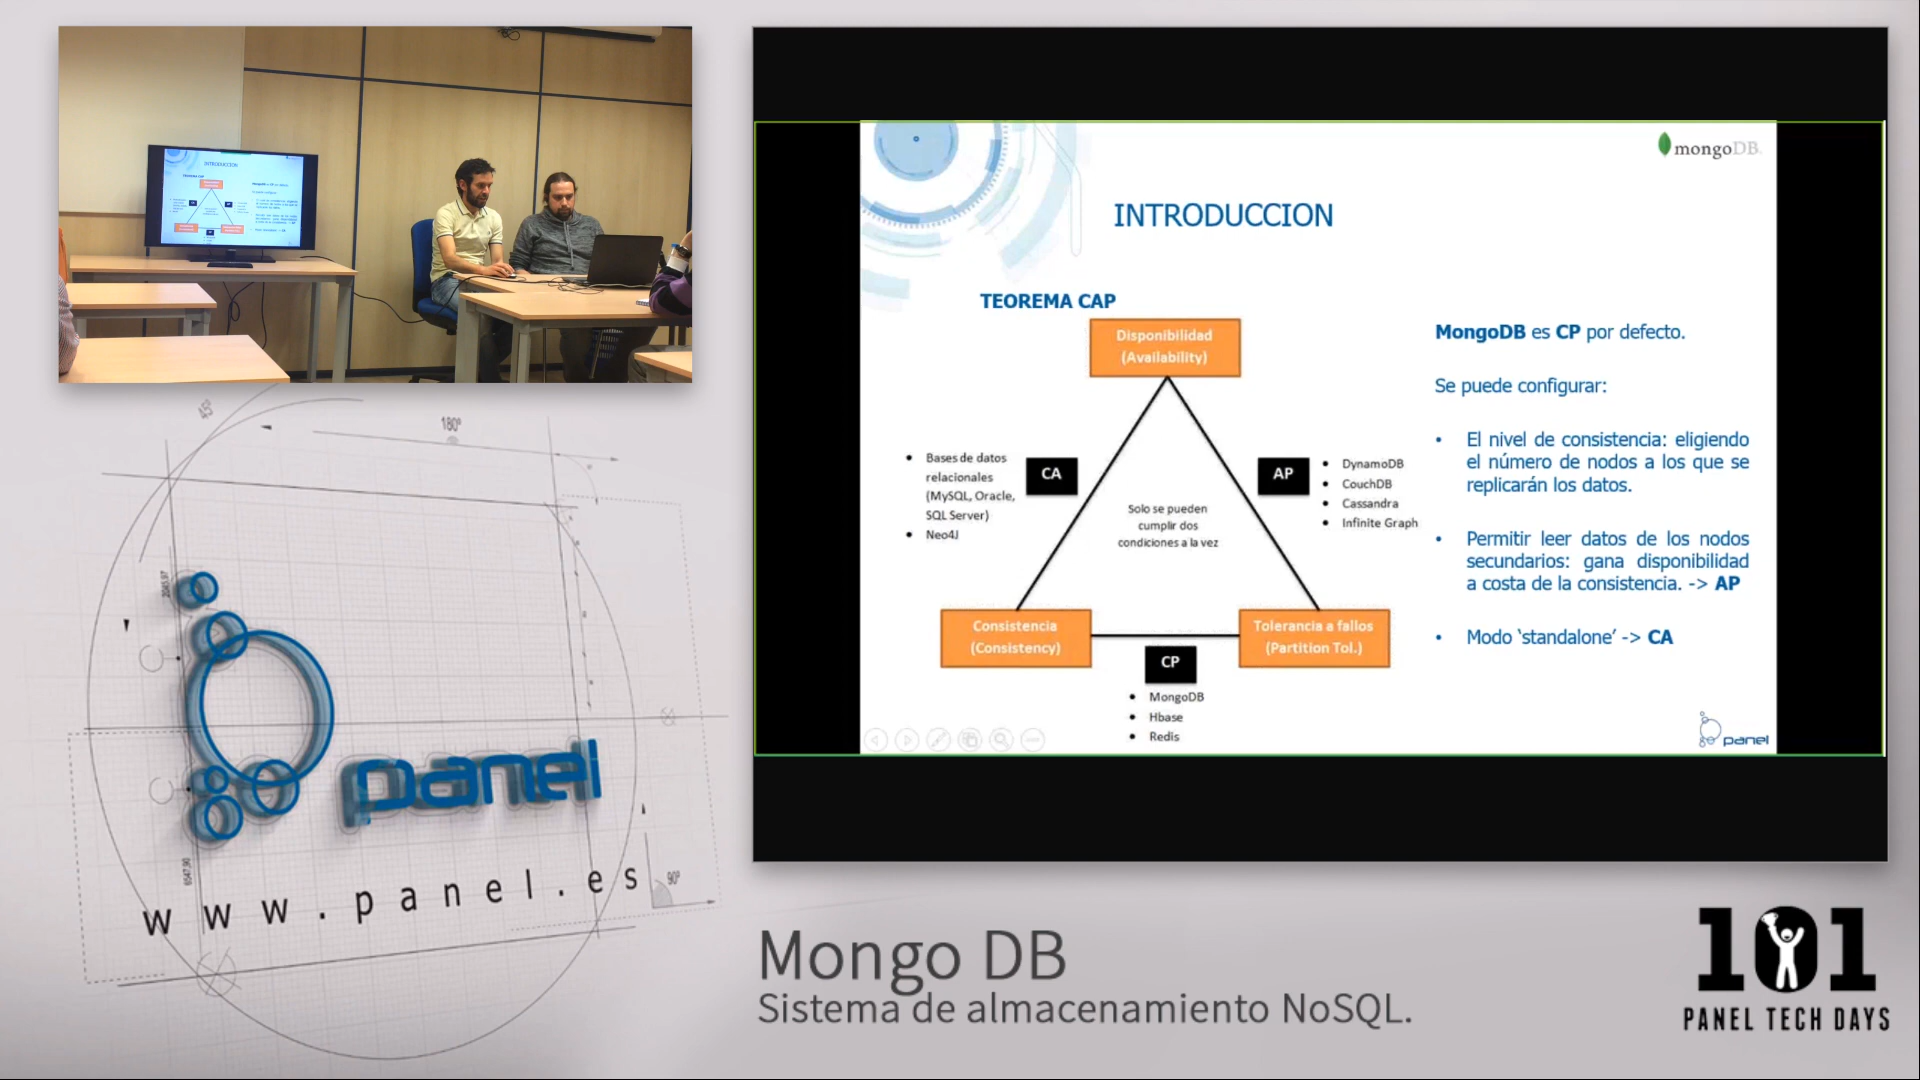 INTRODUCCION
mongoDB.
TEOREMA CAP
Disponibilidad
(Availability)
• Bases de datos
relacionales
(MySQL, Oracle,
SQL Server)
• Neo4J
CA
AP
• DynamoDB
• CouchDB
• Cassandra
• Infinite Graph
Solo se pueden
cumplir dos
condiciones a la vez
Consistencia
(Consistency)
Tolerancia a fallos
(Partition Tol.)
CP
• MongoDB
• Hbase
• Redis
MongoDB es CP por defecto.
Se puede configurar:
• El nivel de consistencia: eligiendo
el número de nodos a los que se
replicarán los datos.
• Permitir leer datos de los nodos
secundarios: gana disponibilidad
a costa de la consistencia. -> AP
• Modo ‘standalone’ -> CA
panel
45º
180º
panel
www.panel.es
90º
Mongo DB
Sistema de almacenamiento NoSQL.
101
PANEL TECH DAYS